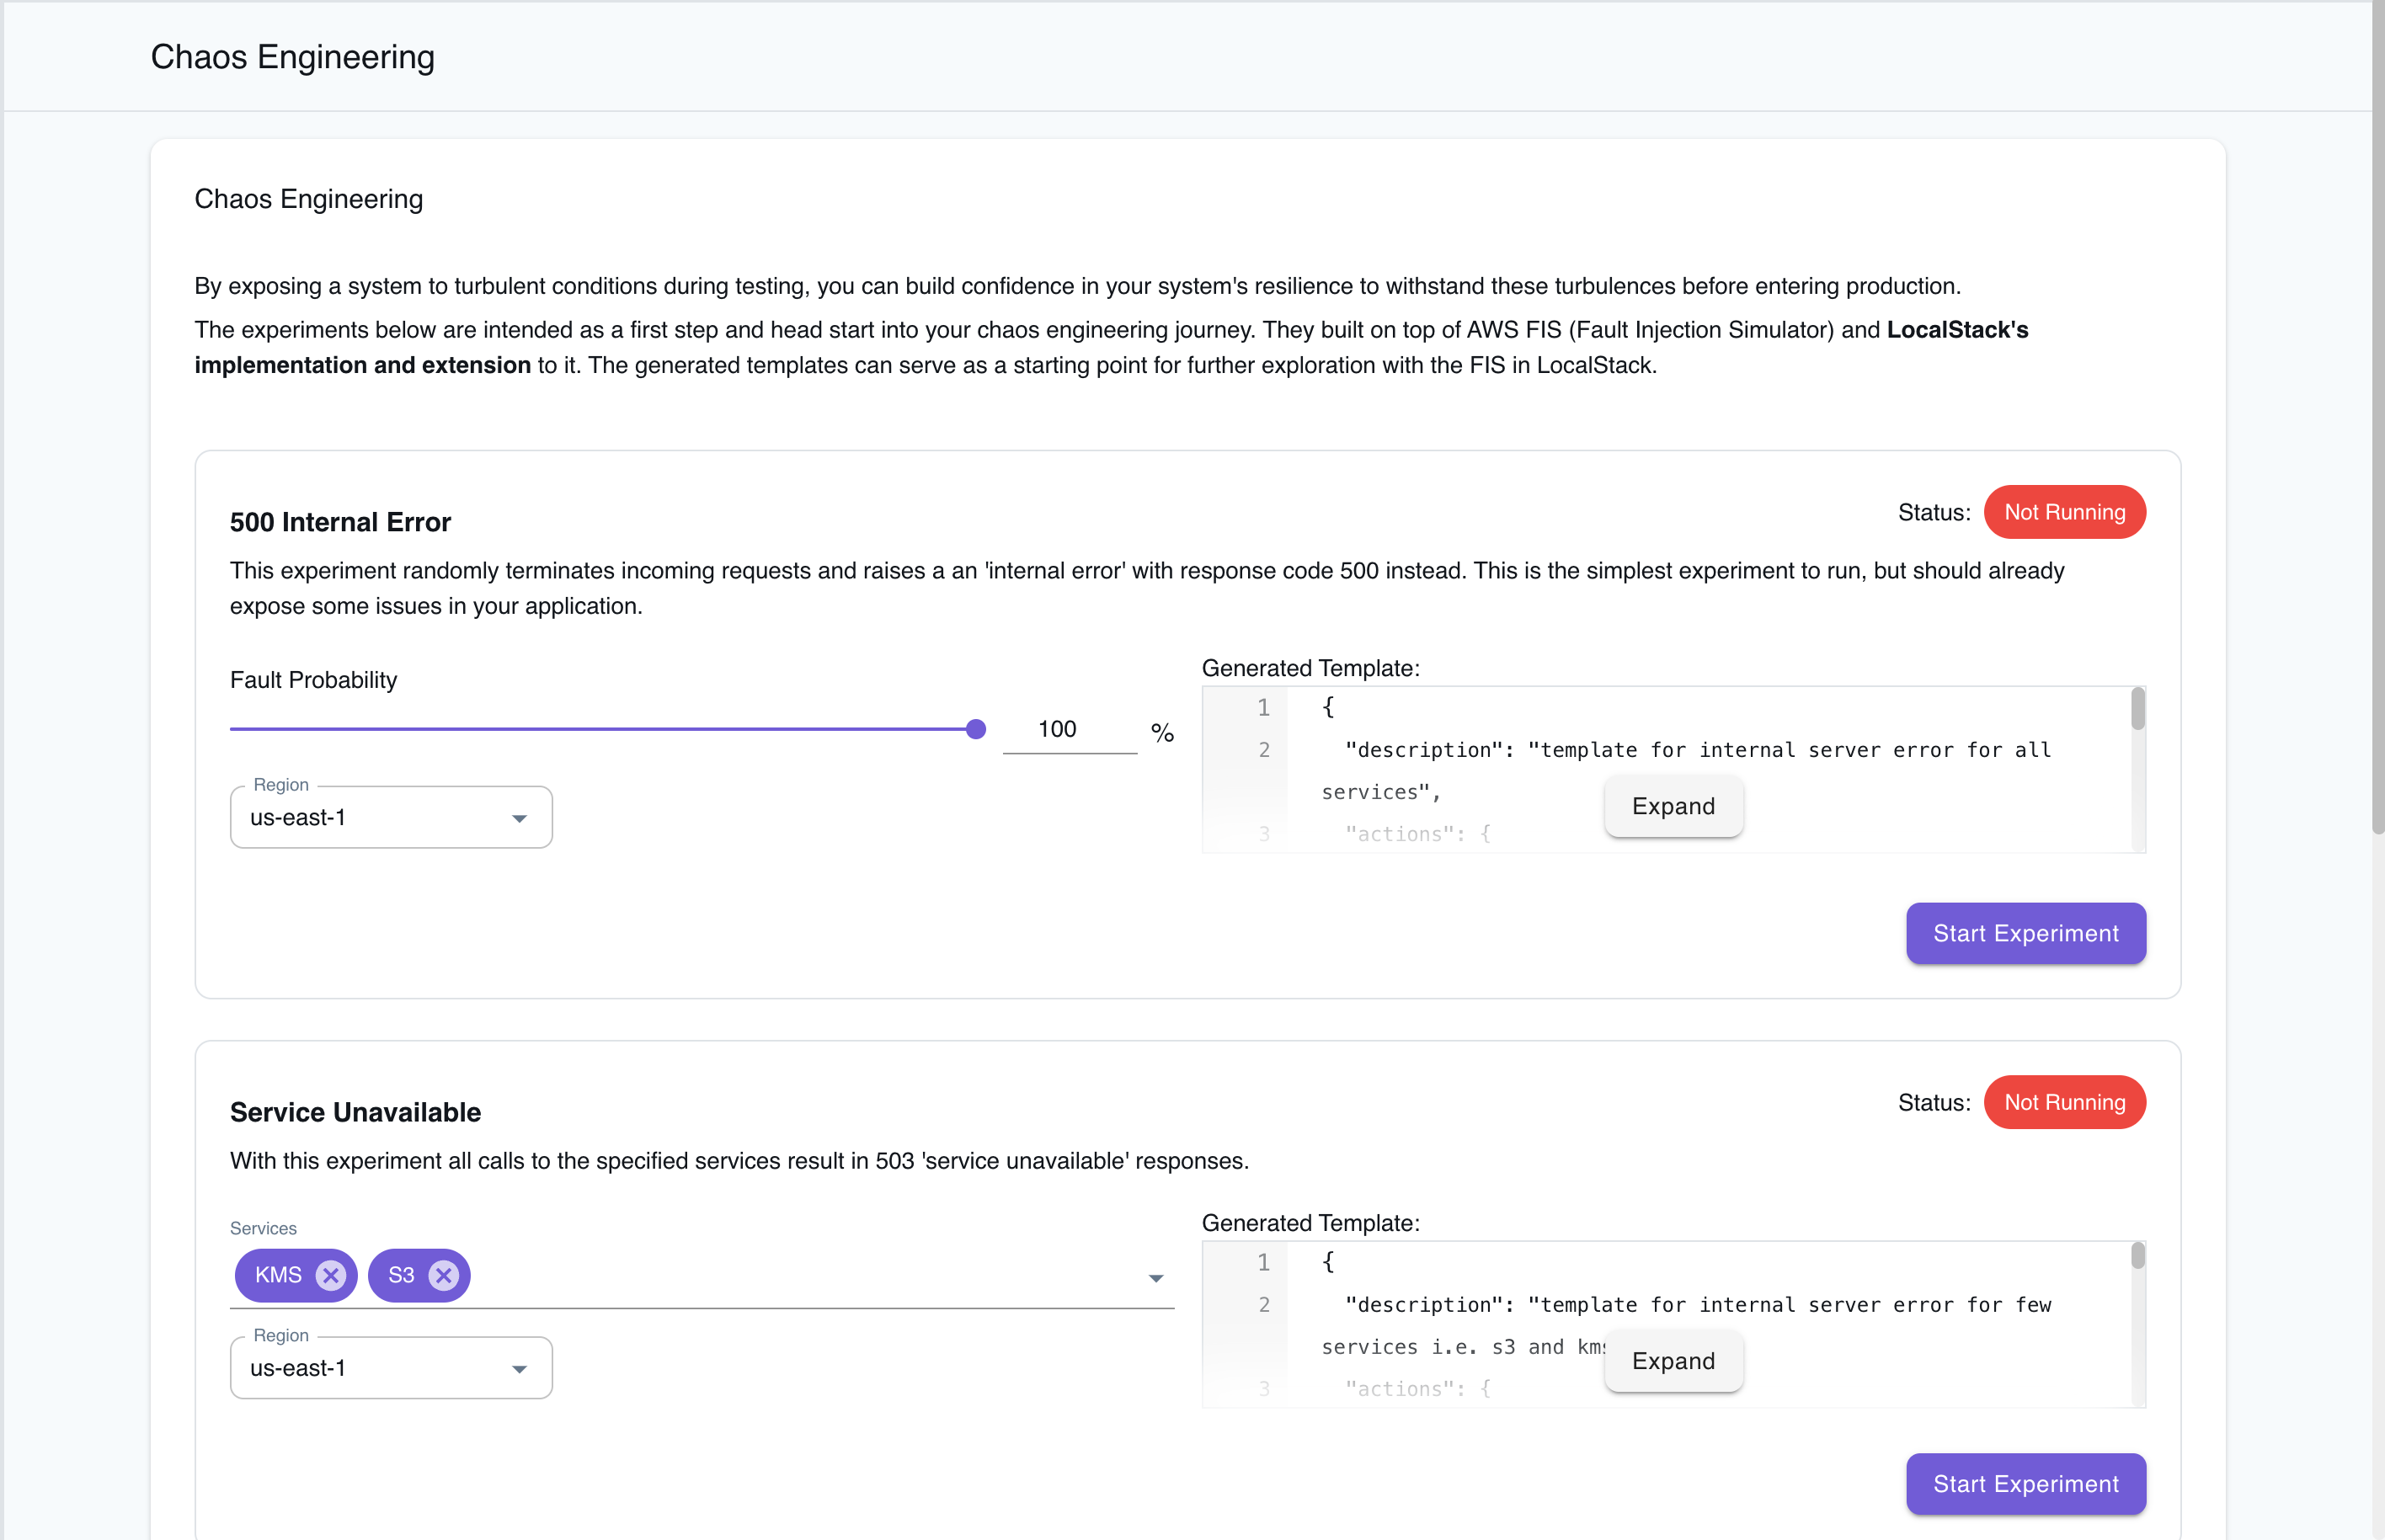 Chaos Engineering
Chaos Engineering
By exposing a system to turbulent conditions during testing, you can build confidence in your system's resilience to withstand these turbulences before entering production.
The experiments below are intended as a first step and head start into your chaos engineering journey. They built on top of AWS FIS (Fault Injection Simulator) and LocalStack's
implementation and extension to it. The generated templates can serve as a starting point for further exploration with the FIS in LocalStack.
500 Internal Error
Status: Not Running
This experiment randomly terminates incoming requests and raises a an 'internal error' with response code 500 instead. This is the simplest experiment to run, but should already
expose some issues in your application.
Fault Probability
100 %
Region
us-east-1
Generated Template:
1 {
2 "description": "template for internal server error for all
services",
3 "actions": {
Expand
Start Experiment
Service Unavailable
Status: Not Running
With this experiment all calls to the specified services result in 503 'service unavailable' responses.
Services
KMS S3
Region
us-east-1
Generated Template:
1 {
2 "description": "template for internal server error for few
services i.e. s3 and
3 "actions": {
Expand
Start Experiment